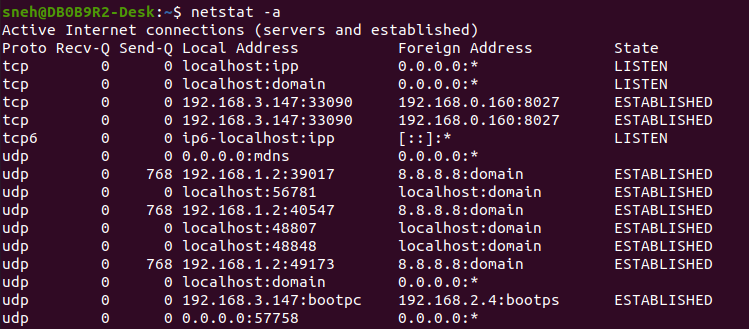 sneh@DB0B9R2-Desk:~$ netstat -a
Active Internet connections (servers and established)
Proto Recv-Q Send-Q Local Address           Foreign Address         State
tcp        0      0 localhost:ipp           0.0.0.0:*               LISTEN
tcp        0      0 localhost:domain        0.0.0.0:*               LISTEN
tcp        0      0 192.168.3.147:33090     192.168.0.160:8027      ESTABLISHED
tcp        0      0 192.168.3.147:33090     192.168.0.160:8027      ESTABLISHED
tcp6       0      0 ip6-localhost:ipp       [::]:*                  LISTEN
udp        0      0 0.0.0.0:mdns            0.0.0.0:*
udp        0    768 192.168.1.2:39017       8.8.8.8:domain          ESTABLISHED
udp        0      0 localhost:56781         localhost:domain        ESTABLISHED
udp        0    768 192.168.1.2:40547       8.8.8.8:domain          ESTABLISHED
udp        0      0 localhost:48807         localhost:domain        ESTABLISHED
udp        0      0 localhost:48848         localhost:domain        ESTABLISHED
udp        0    768 192.168.1.2:49173       8.8.8.8:domain          ESTABLISHED
udp        0      0 localhost:domain        0.0.0.0:*
udp        0      0 192.168.3.147:bootpc    192.168.2.4:bootps      ESTABLISHED
udp        0      0 0.0.0.0:57758           0.0.0.0:*